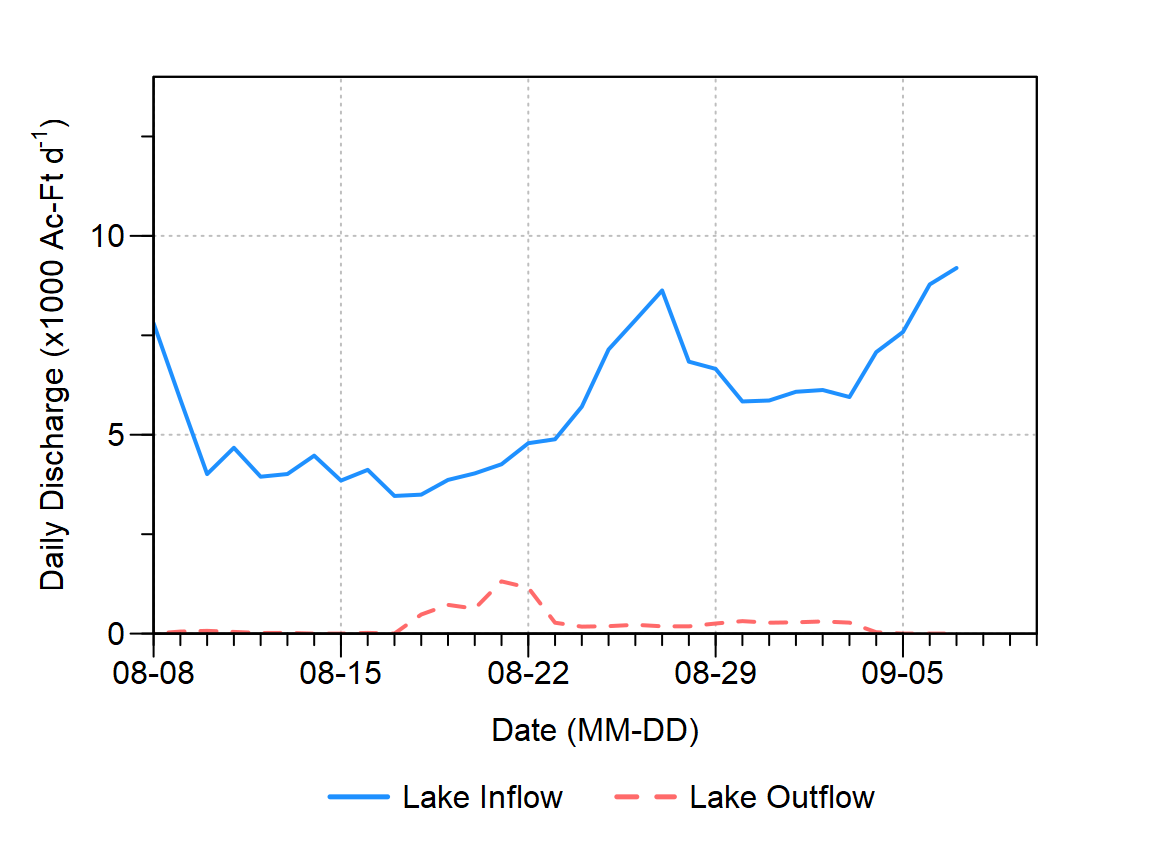 Daily Discharge (x1000 Ac-Ft d⁻¹)
10
5
0
08-08 08-15 08-22 08-29 09-05
Date (MM-DD)
Lake Inflow Lake Outflow